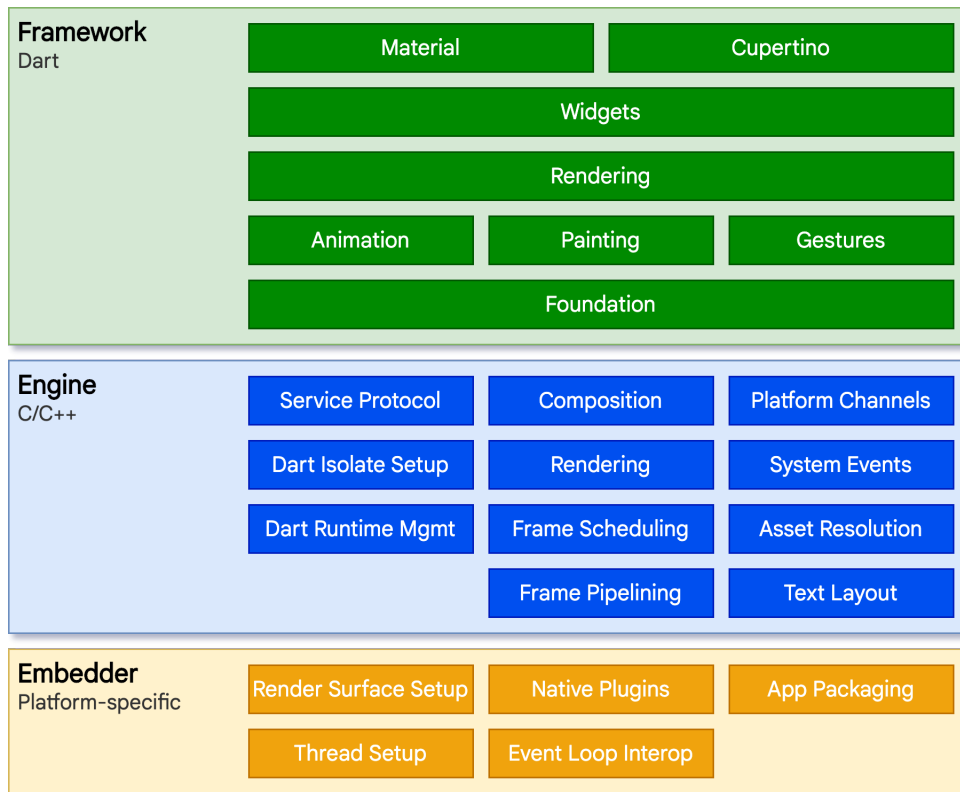 Framework
Dart
Material
Cupertino
Widgets
Rendering
Animation
Painting
Gestures
Foundation
Engine
C/C++
Service Protocol
Composition
Platform Channels
Dart Isolate Setup
Rendering
System Events
Dart Runtime Mgmt
Frame Scheduling
Asset Resolution
Frame Pipelining
Text Layout
Embedder
Platform-specific
Render Surface Setup
Native Plugins
App Packaging
Thread Setup
Event Loop Interop